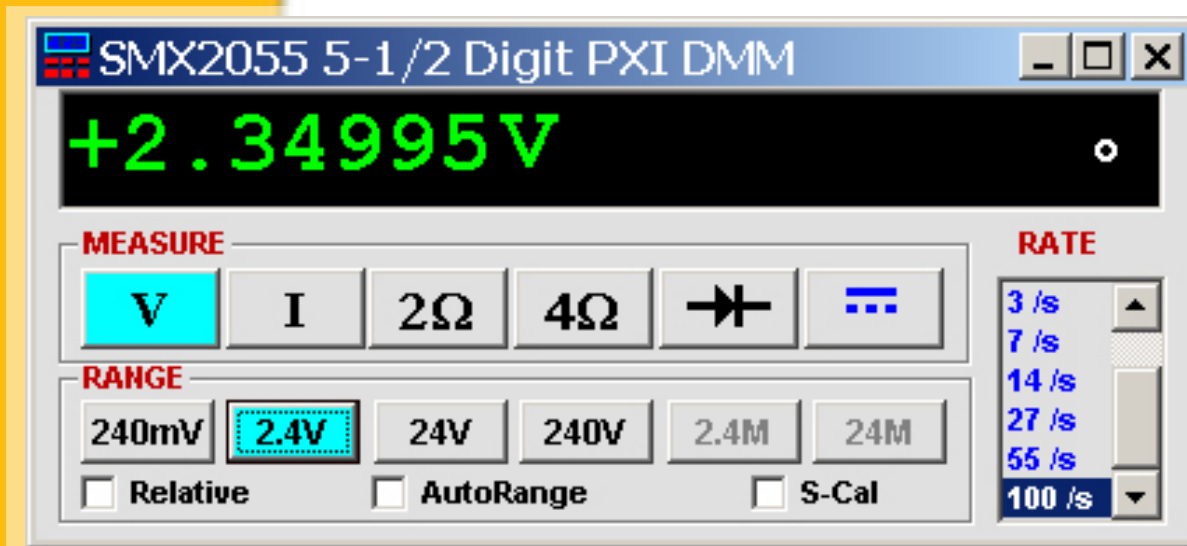 SMX2055 5-1/2 Digit PXI DMM
+2.34995V
MEASURE
V I 2Ω 4Ω
RANGE
240mV 2.4V 24V 240V 2.4M 24M
Relative AutoRange S-Cal
RATE
3 /s
7 /s
14 /s
27 /s
55 /s
100 /s